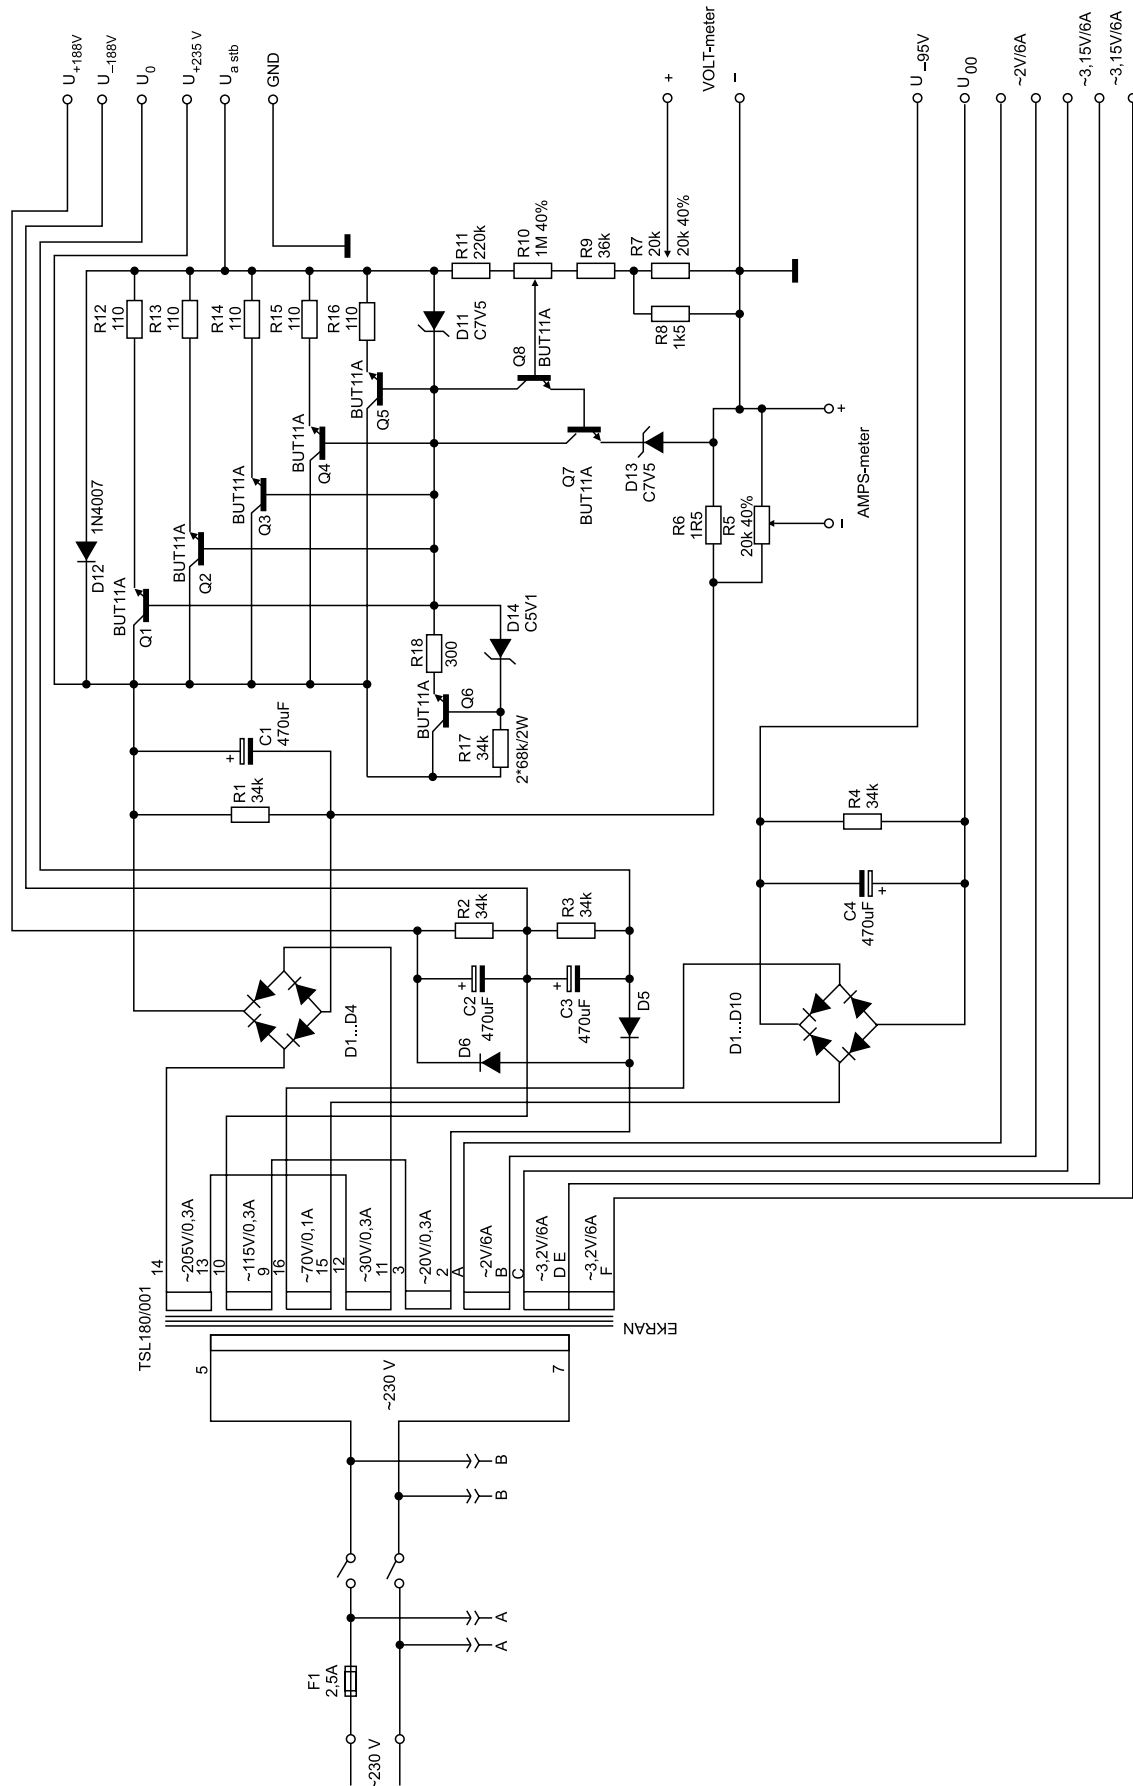 U+188V
U–188V
U0
U+235 V
Ua stb
GND
+
VOLT-meter
–
U –95V
U 00
~2V/6A
~3,15V/6A
~3,15V/6A
R12
110
R13
110
R14
110
R15
110
R16
110
D11
C7V5
R11
220k
R10
1M 40%
R9
36k
R7
20k
20k 40%
R8
1k5
D12
1N4007
BUT11A
Q1
BUT11A
Q2
BUT11A
Q3
BUT11A
Q4
BUT11A
Q5
Q8
BUT11A
Q7
BUT11A
D13
C7V5
R6
1R5
R5
20k 40%
+
AMPS-meter
–
D14
C5V1
R18
300
BUT11A
Q6
R17
34k
2*68k/2W
+
C1
470uF
R1
34k
R4
34k
C4
470uF
+
R2
34k
R3
34k
+
C2
470uF
+
C3
470uF
D5
D6
D1...D4
D1...D10
TSL180/001
14
~205V/0,3A
13
10
~115V/0,3A
9
16
~70V/0,1A
15
12
~30V/0,3A
11
3
~20V/0,3A
2
A
~2V/6A
B
C
~3,2V/6A
D E
~3,2V/6A
F
EKRAN
5
~230 V
7
B
B
A
A
F1
2,5A
~230 V